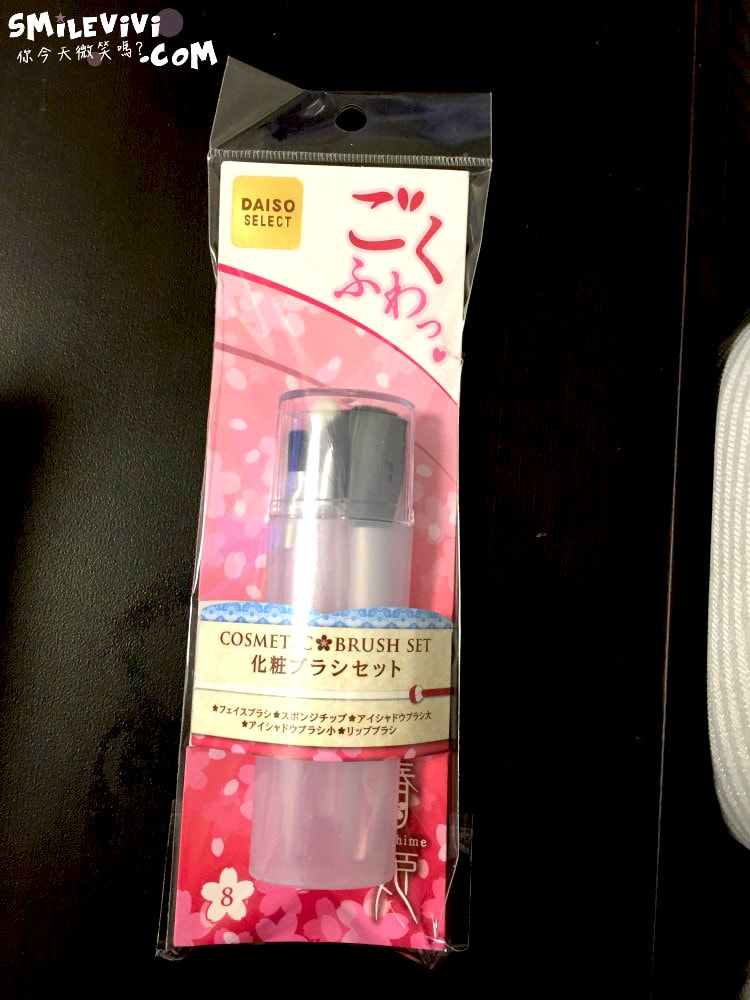 SMiLEViVi
你今天微笑嗎?.COM
DAISO
SELECT
ごく
ふわっ
COSMETIC BRUSH SET
化粧ブラシセット
★フェイスブラシ★スポンジチップ★アイシャドウブラシ大
★アイシャドウブラシ小★リップブラシ
hime
8